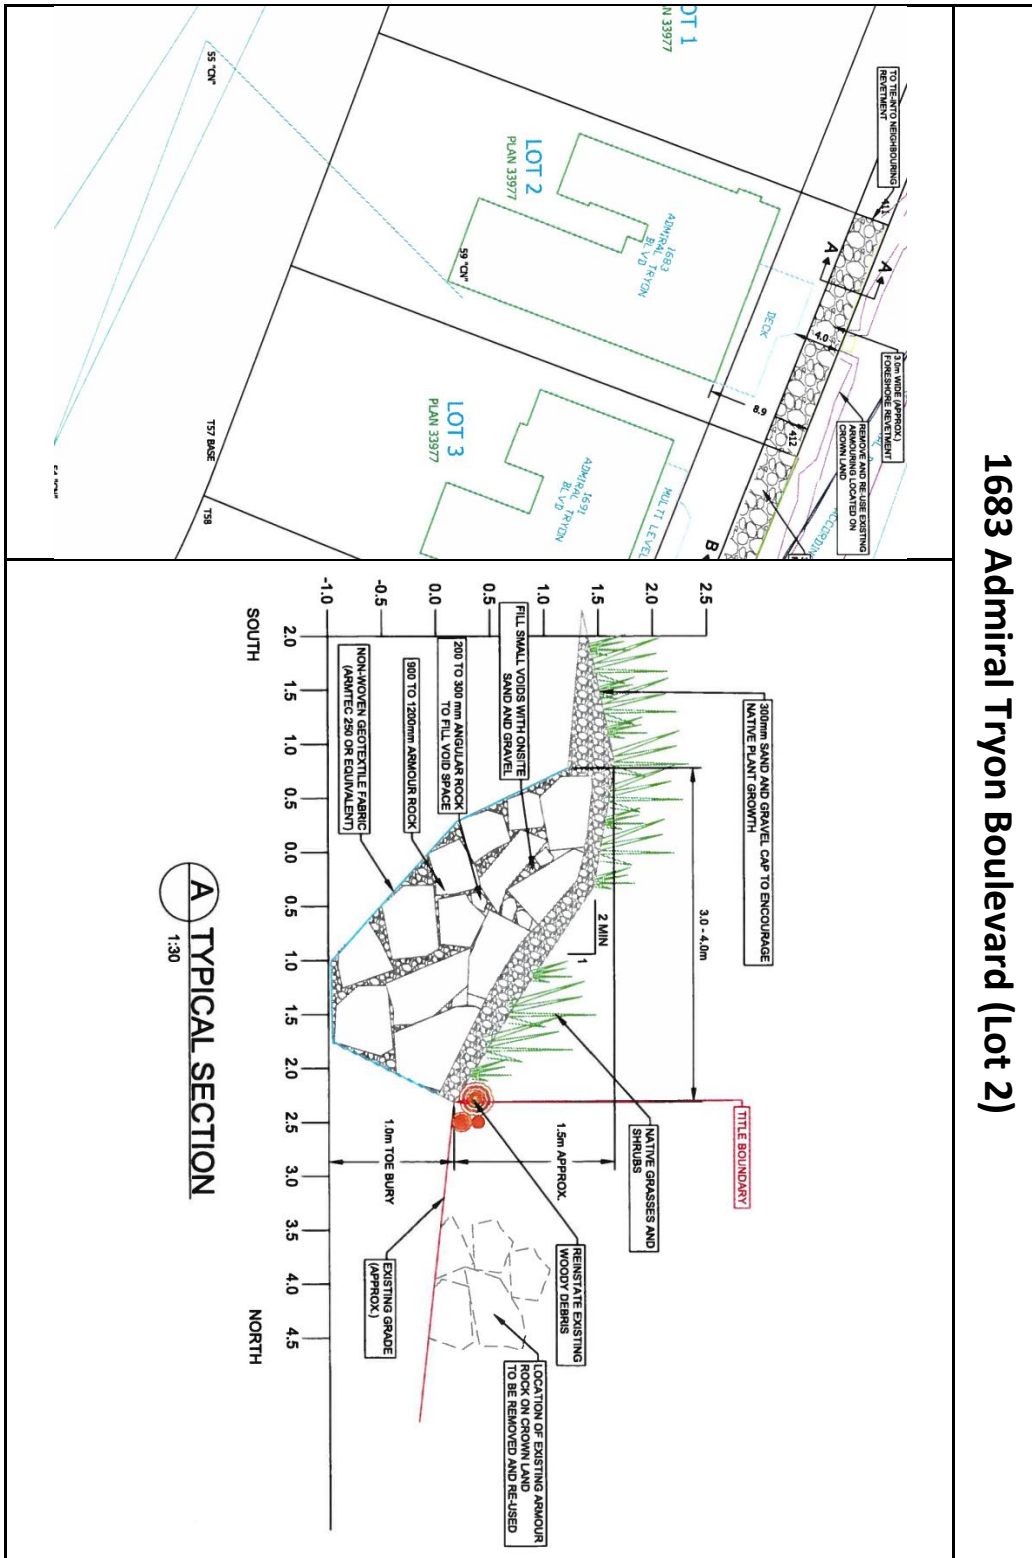 1683 Admiral Tryon Boulevard (Lot 2)
LOT 1
N 33977
TO TIE-INTO NEIGHBOURING
REVETMENT
411
A
A
3.0m WIDE (APPROX.)
FORESHORE REVETMENT
REMOVE AND RE-USE EXISTING
ARMOURING LOCATED ON
CROWN LAND
ACCORDIN
4.0
412
8.9
DECK
LOT 2
PLAN 33977
1683
ADMIRAL TRYON
BLVD
55 "CN"
59 "CN"
LOT 3
PLAN 33977
1691
ADMIRAL TRYON
BLVD
MULTI LEVEL
B
T57 BASE
T58
2.5
2.0
1.5
1.0
0.5
0.0
-0.5
-1.0
SOUTH
NORTH
2.0 1.5 1.0 0.5 0.0 0.5 1.0 1.5 2.0 2.5 3.0 3.5 4.0 4.5
300mm SAND AND GRAVEL CAP TO ENCOURAGE
NATIVE PLANT GROWTH
3.0 - 4.0m
TITLE BOUNDARY
2 MIN
1
NATIVE GRASSES AND
SHRUBS
FILL SMALL VOIDS WITH ONSITE
SAND AND GRAVEL
200 TO 300 mm ANGULAR ROCK
TO FILL VOID SPACE
900 TO 1200mm ARMOUR ROCK
NON-WOVEN GEOTEXTILE FABRIC
(ARMTEC 250 OR EQUIVALENT)
1.5m APPROX.
1.0m TOE BURY
REINSTATE EXISTING
WOODY DEBRIS
LOCATION OF EXISTING ARMOUR
ROCK ON CROWN LAND
TO BE REMOVED AND RE-USED
EXISTING GRADE
(APPROX.)
A TYPICAL SECTION
1:30